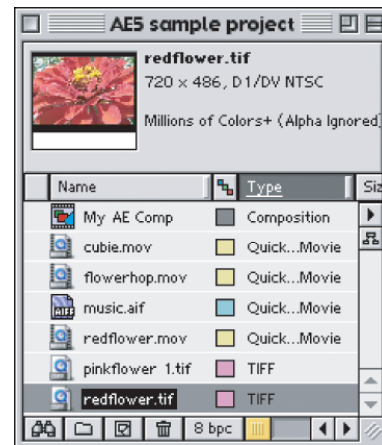 AE5 sample project
redflower.tif
720 x 486, D1/DV NTSC
Millions of Colors+ (Alpha Ignored)
Name Type Siz
My AE Comp Composition
cubie.mov Quick...Movie
flowerhop.mov Quick...Movie
AIFF music.aif Quick...Movie
redflower.mov Quick...Movie
pinkflower 1.tif TIFF
redflower.tif TIFF
8 bpc